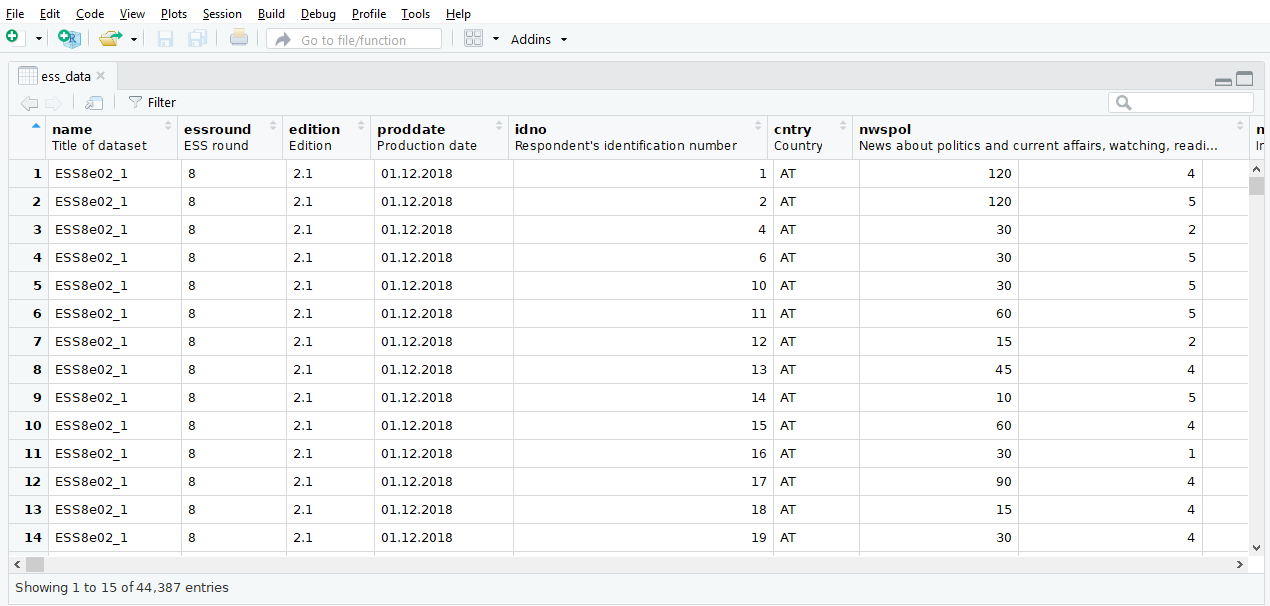 File Edit Code View Plots Session Build Debug Profile Tools Help
Go to file/function Addins
ess_data
Filter
name essround edition proddate idno cntry nwspol
Title of dataset ESS round Edition Production date Respondent's identification number Country News about politics and current affairs, watching, readi...
1 ESS8e02_1 8 2.1 01.12.2018 1 AT 120 4
2 ESS8e02_1 8 2.1 01.12.2018 2 AT 120 5
3 ESS8e02_1 8 2.1 01.12.2018 4 AT 30 2
4 ESS8e02_1 8 2.1 01.12.2018 6 AT 30 5
5 ESS8e02_1 8 2.1 01.12.2018 10 AT 30 5
6 ESS8e02_1 8 2.1 01.12.2018 11 AT 60 5
7 ESS8e02_1 8 2.1 01.12.2018 12 AT 15 2
8 ESS8e02_1 8 2.1 01.12.2018 13 AT 45 4
9 ESS8e02_1 8 2.1 01.12.2018 14 AT 10 5
10 ESS8e02_1 8 2.1 01.12.2018 15 AT 60 4
11 ESS8e02_1 8 2.1 01.12.2018 16 AT 30 1
12 ESS8e02_1 8 2.1 01.12.2018 17 AT 90 4
13 ESS8e02_1 8 2.1 01.12.2018 18 AT 15 4
14 ESS8e02_1 8 2.1 01.12.2018 19 AT 30 4
Showing 1 to 15 of 44,387 entries